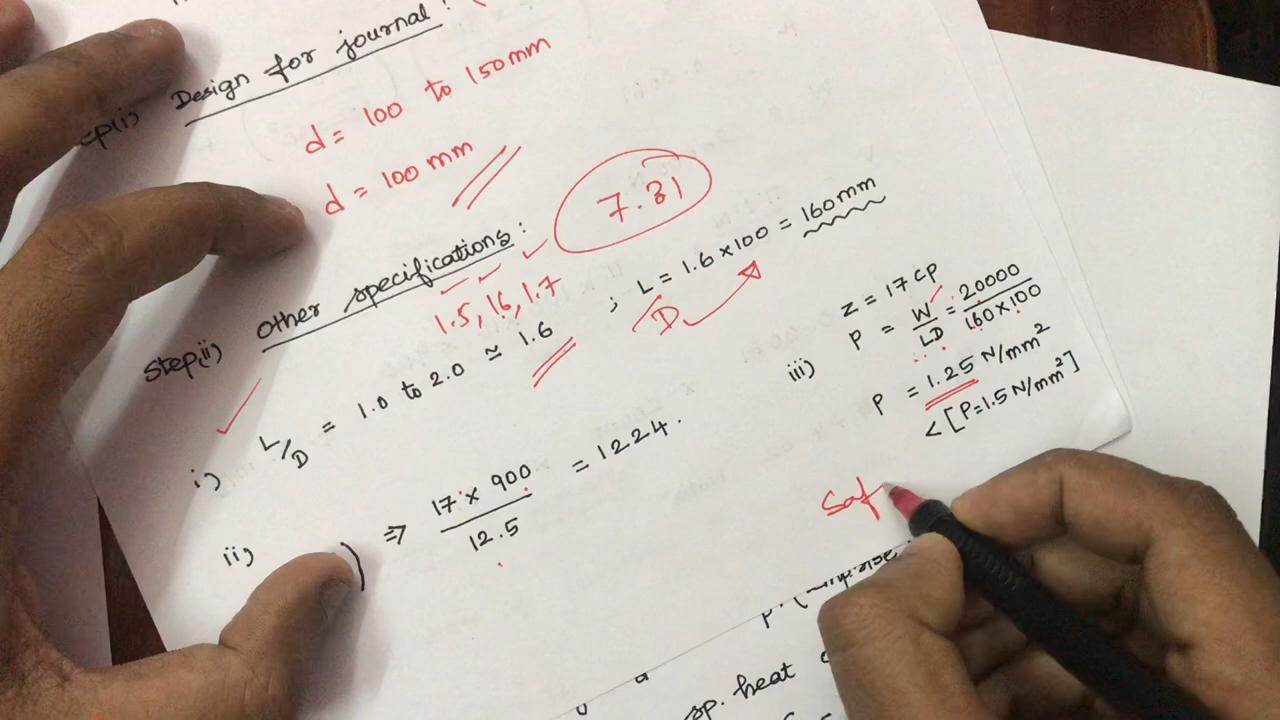 Design for journal :
d = 100 to 150mm
d = 100 mm
7.31
Step(ii) Other specifications :
1.5, 1.6, 1.7
i) L/D = 1.0 to 2.0 ≃ 1.6 ; L = 1.6 × 100 = 160mm
D
ii) ) ⇒ 17 × 900 / 12.5 = 1224.
Z = 17 cp
iii) P = W/LD = 20000 / 160×100
P = 1.25 N/mm²
< [P=1.5 N/mm²]
Saf
sp. heat